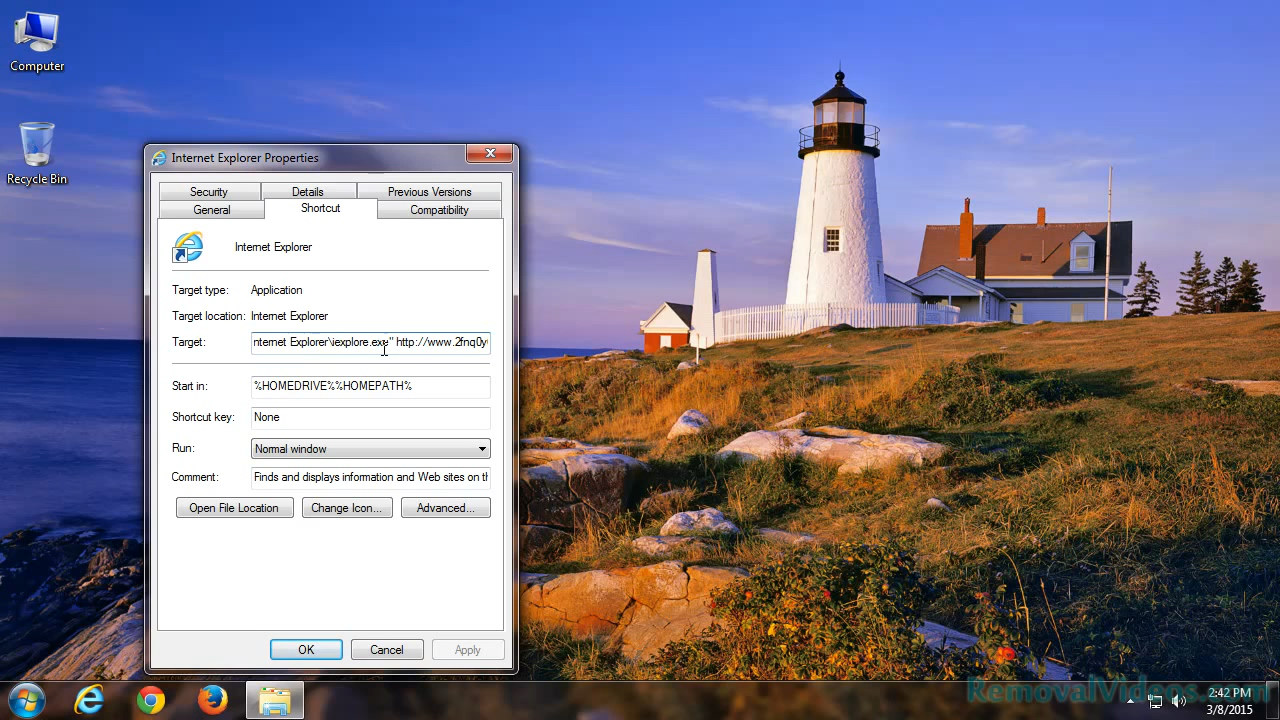 Computer
Recycle Bin
Internet Explorer Properties
Security Details Previous Versions
General Shortcut Compatibility
Internet Explorer
Target type: Application
Target location: Internet Explorer
Target: nternet Explorer\iexplore.exe" http://www.2fnq0y
Start in: %HOMEDRIVE%%HOMEPATH%
Shortcut key: None
Run: Normal window
Comment: Finds and displays information and Web sites on th
Open File Location Change Icon... Advanced...
OK Cancel Apply
RemovalVideos.com
2:42 PM
3/8/2015